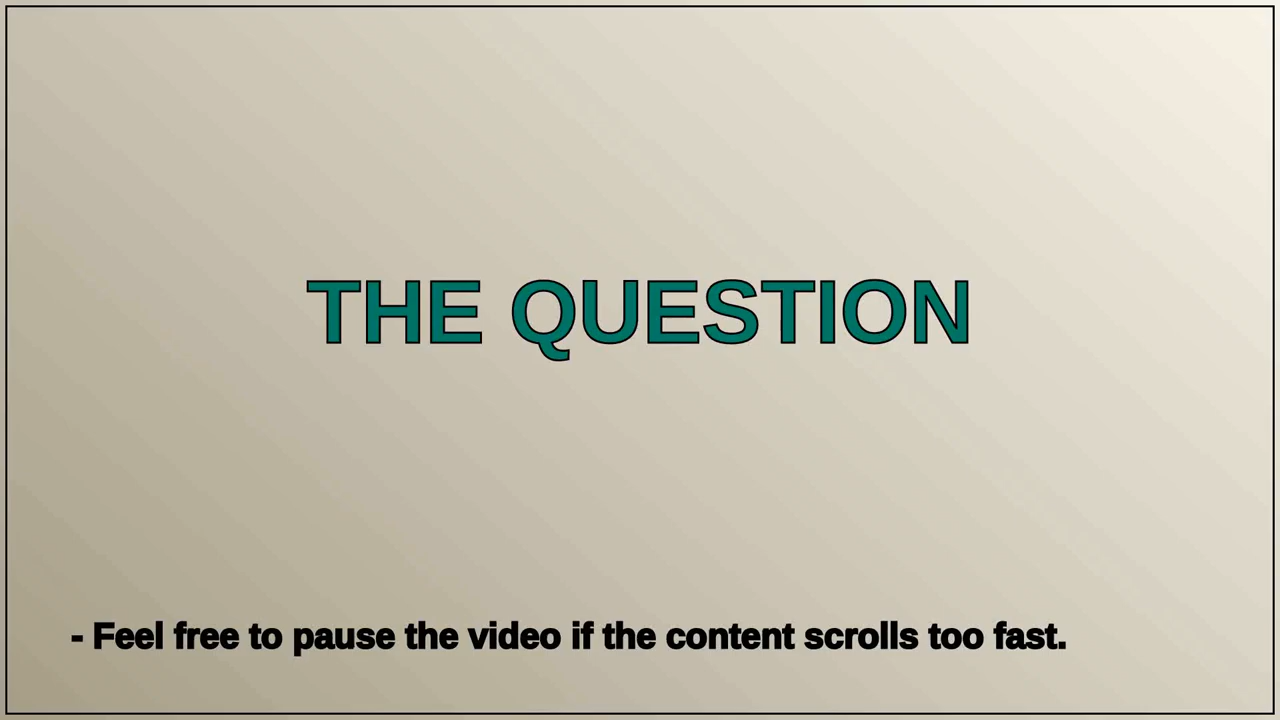 THE QUESTION
- Feel free to pause the video if the content scrolls too fast.